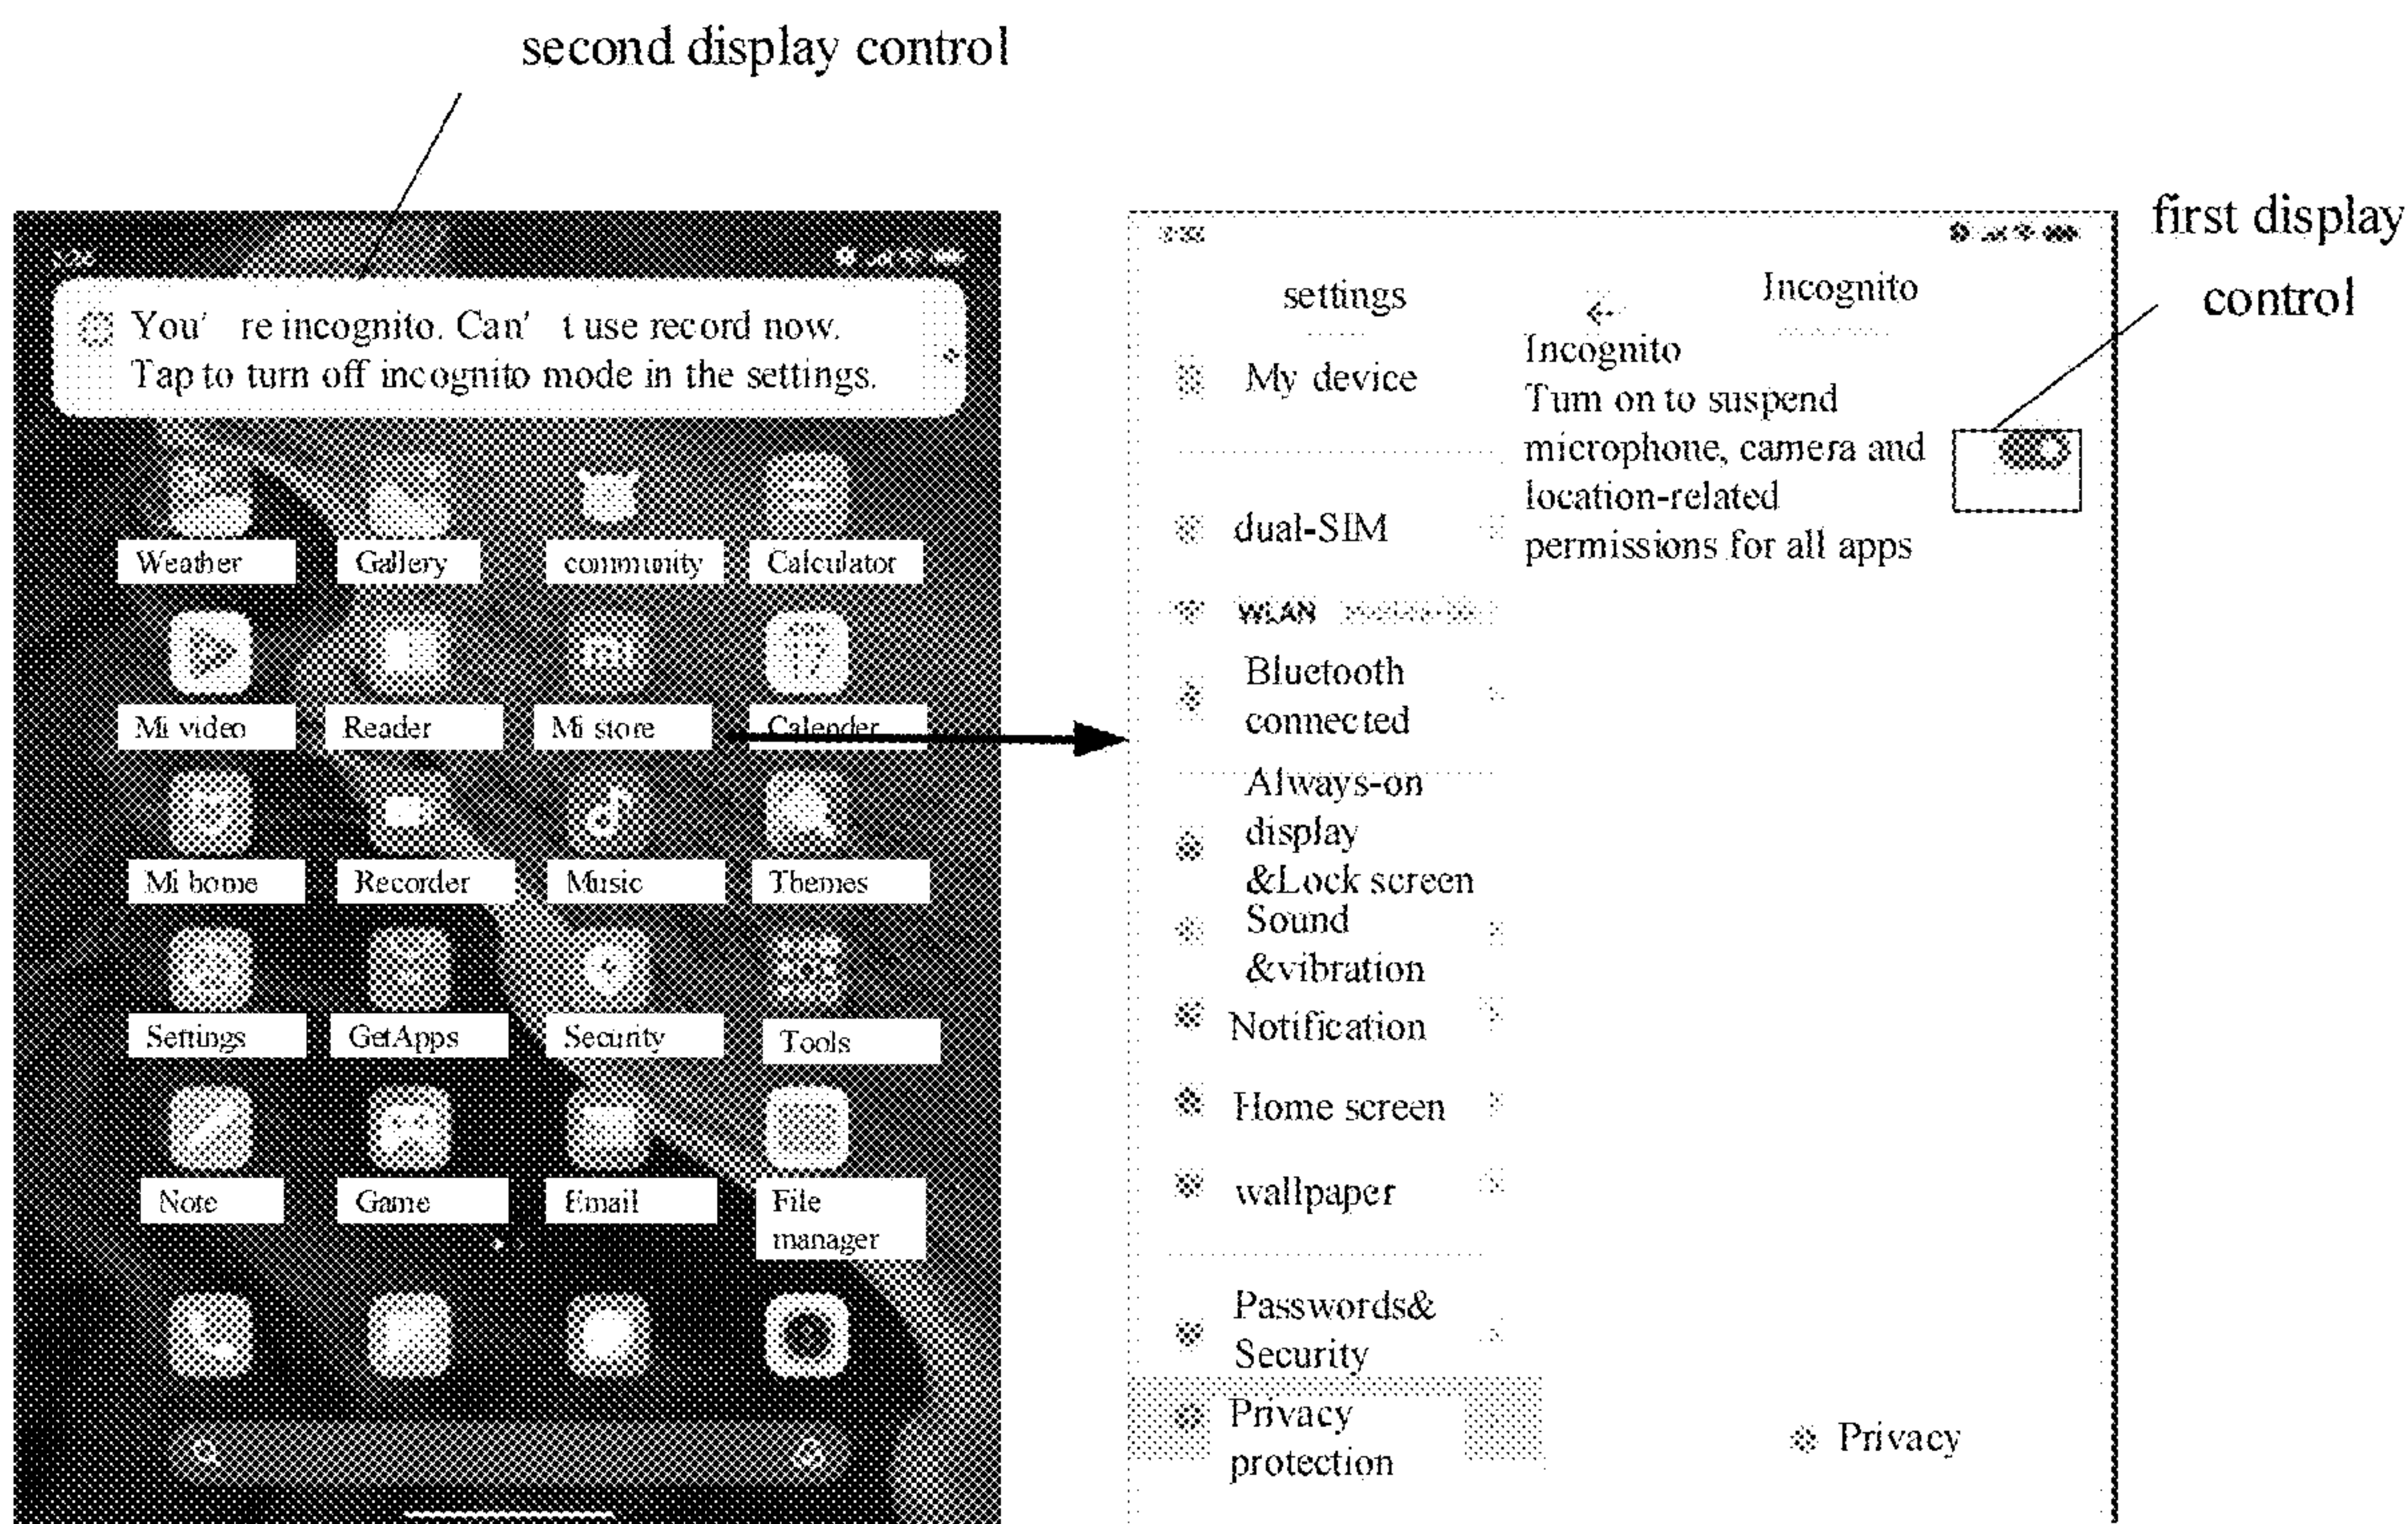 second display control
first display
control
You' re incognito. Can' t use record now.
Tap to turn off incognito mode in the settings.
Weather Gallery community Calculator
Mi video Reader Mi store Calender
Mi home Recorder Music Themes
Settings GetApps Security Tools
Note Game Email File
manager
settings
My device
dual-SIM
WLAN
Bluetooth
connected
Always-on
display
&Lock screen
Sound
&vibration
Notification
Home screen
wallpaper
Passwords&
Security
Privacy
protection
Incognito
Incognito
Turn on to suspend
microphone, camera and
location-related
permissions for all apps
Privacy